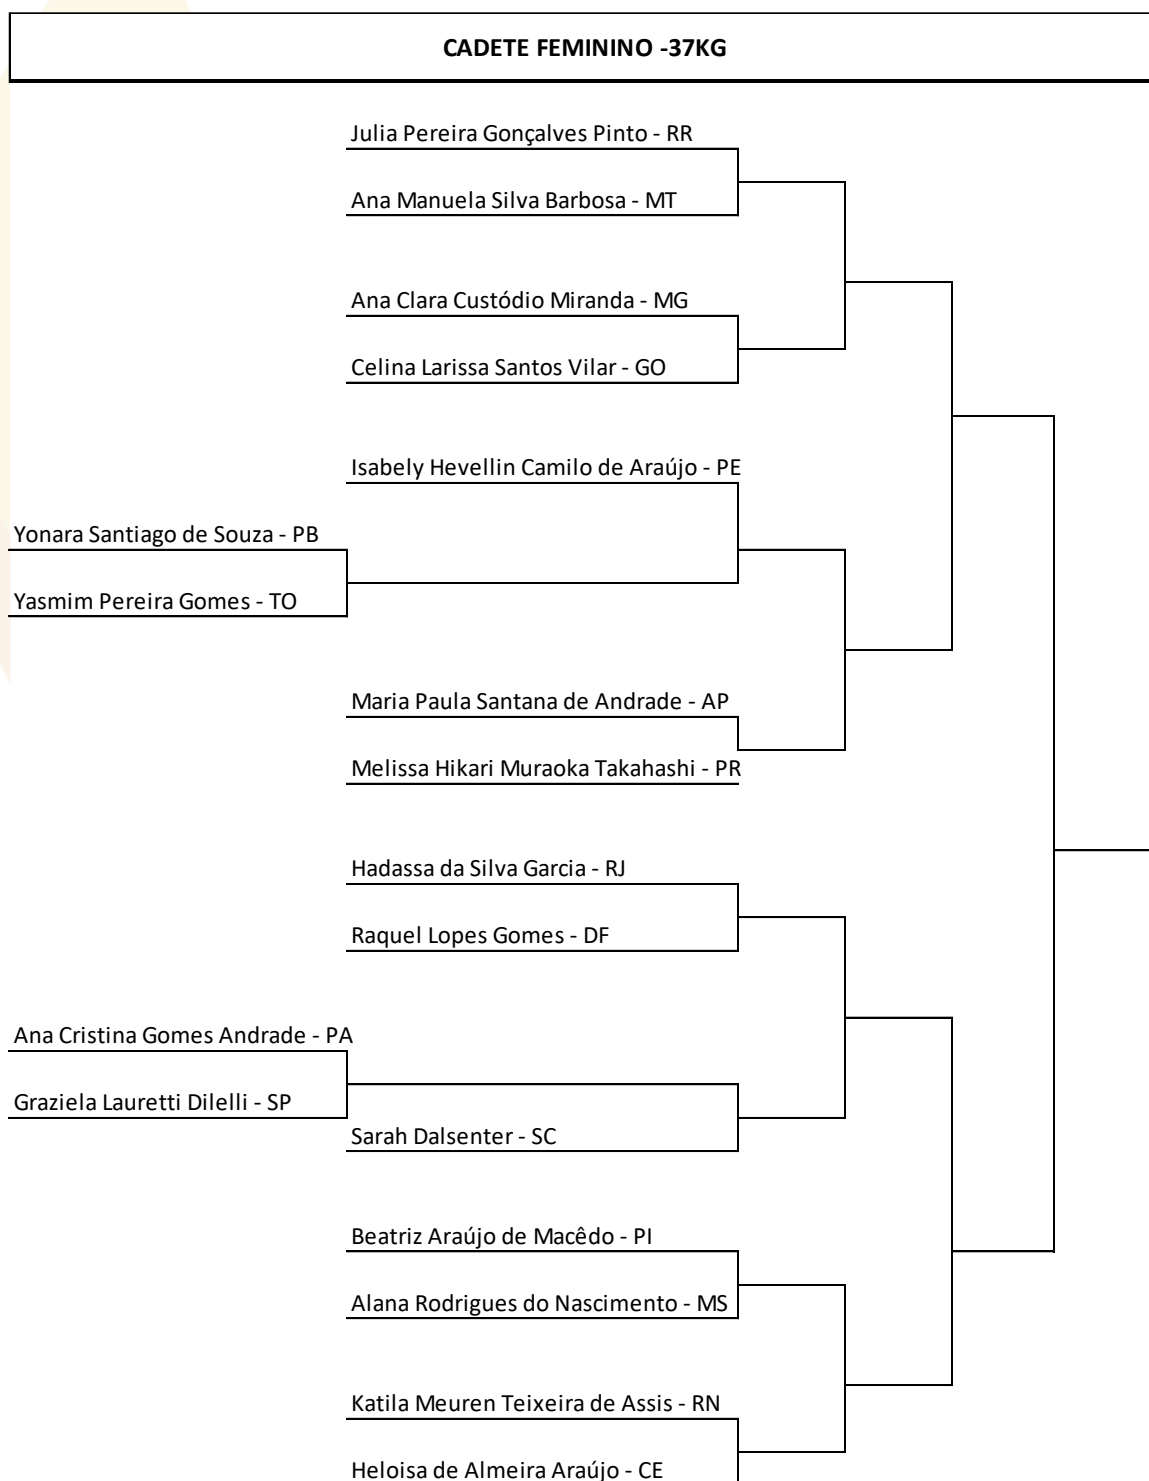 CADETE FEMININO -37KG
Julia Pereira Gonçalves Pinto - RR
Ana Manuela Silva Barbosa - MT
Ana Clara Custódio Miranda - MG
Celina Larissa Santos Vilar - GO
Isabely Hevellin Camilo de Araújo - PE
Yonara Santiago de Souza - PB
Yasmim Pereira Gomes - TO
Maria Paula Santana de Andrade - AP
Melissa Hikari Muraoka Takahashi - PR
Hadassa da Silva Garcia - RJ
Raquel Lopes Gomes - DF
Ana Cristina Gomes Andrade - PA
Graziela Lauretti Dilelli - SP
Sarah Dalsenter - SC
Beatriz Araújo de Macêdo - PI
Alana Rodrigues do Nascimento - MS
Katila Meuren Teixeira de Assis - RN
Heloisa de Almeira Araújo - CE